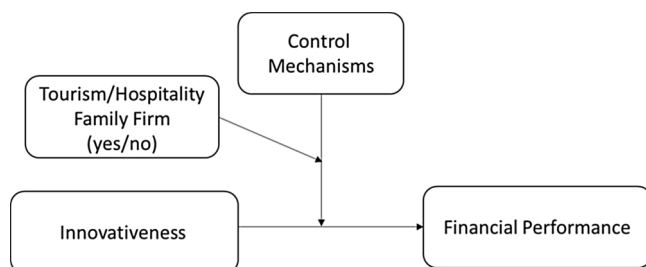 Control
Mechanisms
Tourism/Hospitality
Family Firm
(yes/no)
Innovativeness
Financial Performance